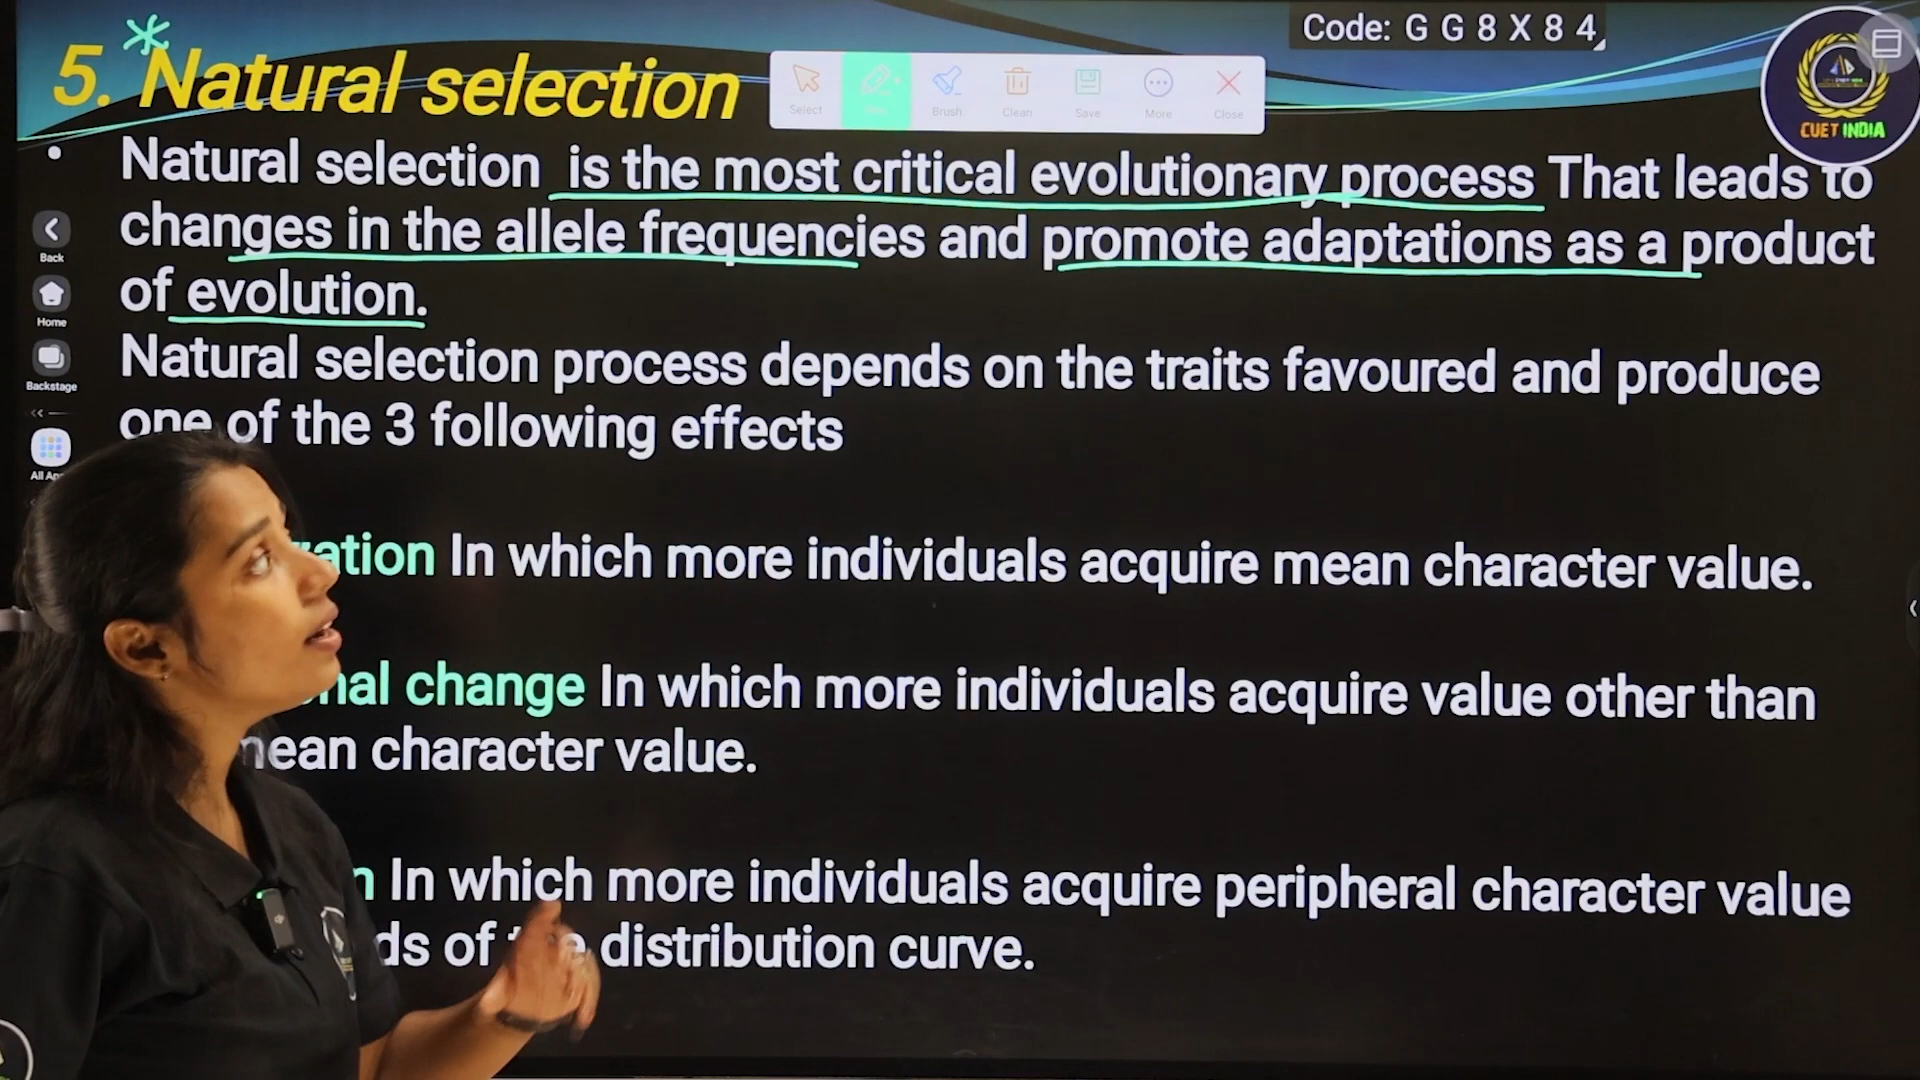 Code: G G 8 X 8 4
5. Natural selection
Select
Brush
Clean
Save
More
Close
CUET INDIA
Natural selection is the most critical evolutionary process That leads to
changes in the allele frequencies and promote adaptations as a product
of evolution.
Back
Home
Backstage
Natural selection process depends on the traits favoured and produce
one of the 3 following effects
All
In which more individuals acquire mean character value.
change In which more individuals acquire value other than
mean character value.
In which more individuals acquire peripheral character value
of the distribution curve.